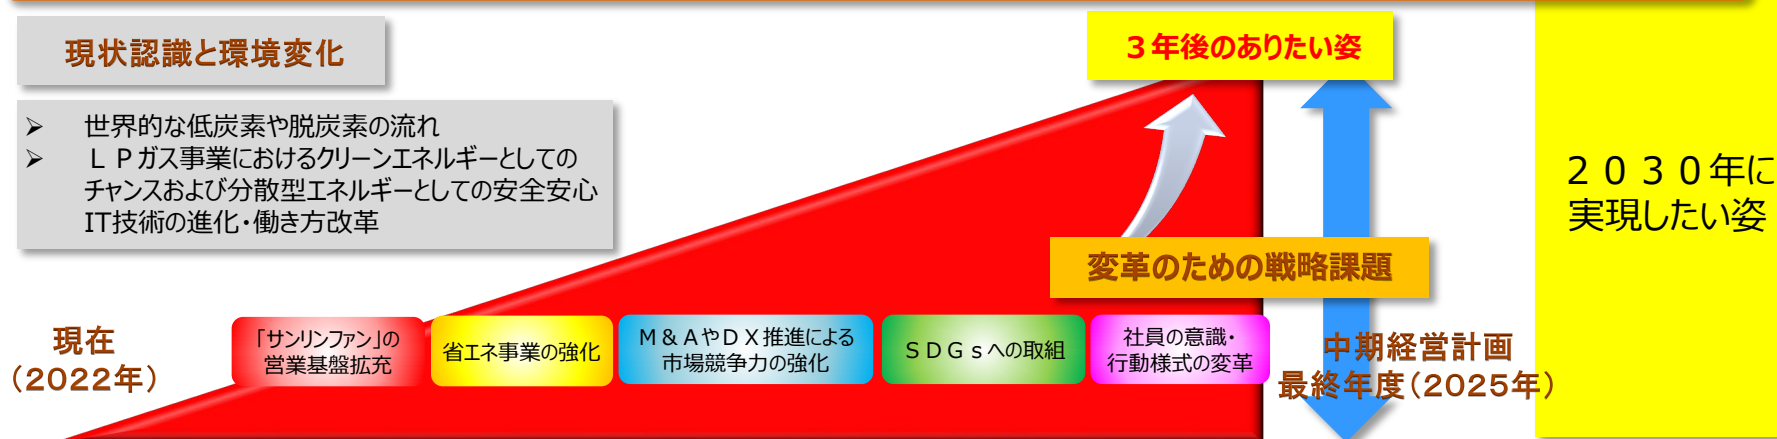 現状認識と環境変化
➢ 世界的な低炭素や脱炭素の流れ
➢ ＬＰガス事業におけるクリーンエネルギーとしての
チャンスおよび分散型エネルギーとしての安全安心
IT技術の進化・働き方改革
３年後のありたい姿
２０３０年に
実現したい姿
変革のための戦略課題
現在
（2022年）
「サンリンファン」の
営業基盤拡充
省エネ事業の強化
Ｍ＆ＡやＤＸ推進による
市場競争力の強化
ＳＤＧｓへの取組
社員の意識・
行動様式の変革
中期経営計画
最終年度（2025年）